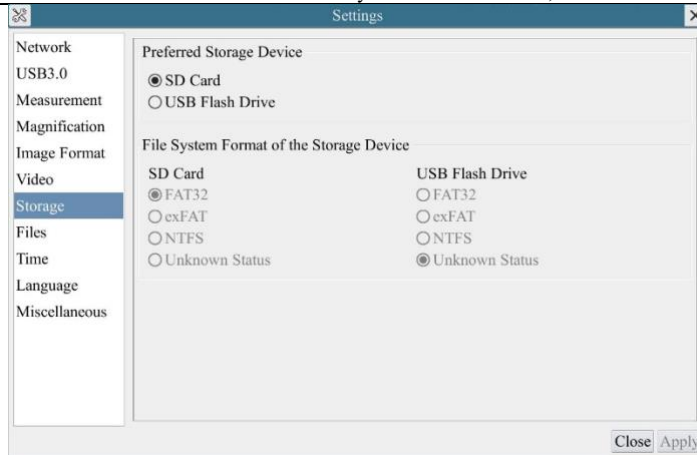 Settings
Network
USB3.0
Measurement
Magnification
Image Format
Video
Storage
Files
Time
Language
Miscellaneous
Preferred Storage Device
SD Card
USB Flash Drive
File System Format of the Storage Device
SD Card
FAT32
exFAT
NTFS
Unknown Status
USB Flash Drive
FAT32
exFAT
NTFS
Unknown Status
Close Apply